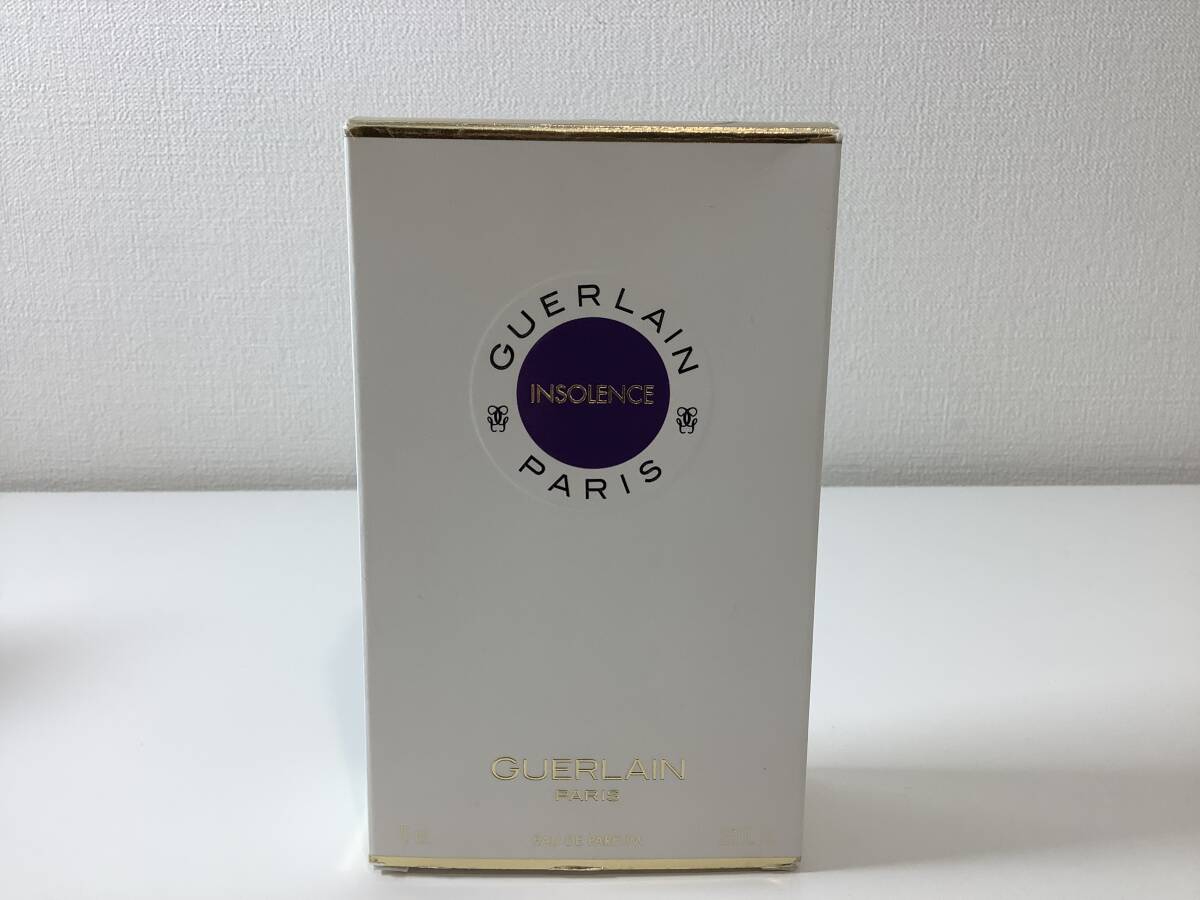 GUERLAIN
INSOLENCE
PARIS
GUERLAIN
PARIS
EAU DE PARFUM